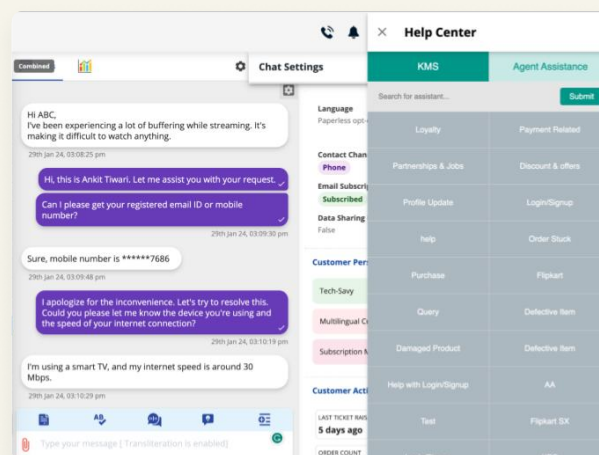 Help Center
Combined
Chat Settings
KMS
Agent Assistance
Search for assistant...
Submit
Hi ABC,
I've been experiencing a lot of buffering while streaming. It's
making it difficult to watch anything.
29th Jan 24, 03:08:25 pm
Hi, this is Ankit Tiwari. Let me assist you with your request.
Can I please get your registered email ID or mobile
number?
29th Jan 24, 03:09:30 pm
Sure, mobile number is ******7686
29th Jan 24, 03:09:48 pm
I apologize for the inconvenience. Let's try to resolve this.
Could you please let me know the device you're using and
the speed of your internet connection?
29th Jan 24, 03:10:19 pm
I'm using a smart TV, and my internet speed is around 30
Mbps.
29th Jan 24, 03:10:29 pm
Type your message [ Transliteration is enabled]
Language
Paperless opt-
Contact Chan
Phone
Email Subscri
Subscribed
Data Sharing
False
Customer Per
Tech-Savy
Multilingual C
Subscription M
Customer Acti
LAST TICKET RAIS
5 days ago
ORDER COUNT
Loyalty
Payment Related
Partnerships & Jobs
Discount & offers
Profile Update
Login/Signup
help
Order Stuck
Purchase
Flipkart
Query
Defective Item
Damaged Product
Defective Item
Help with Login/Signup
AA
Test
Flipkart SX